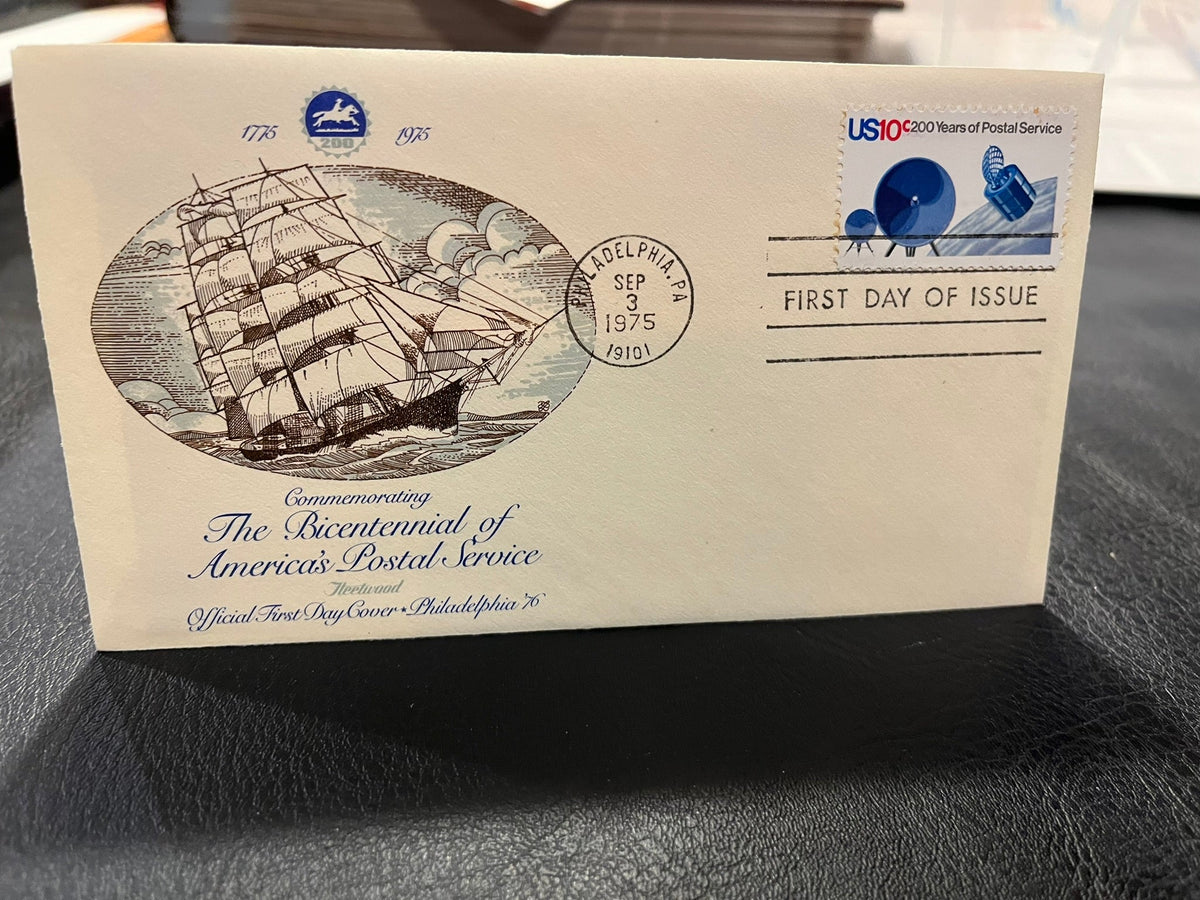 1775
200
1975
US10c 200 Years of Postal Service
PHILADELPHIA, PA
SEP
3
1975
19101
FIRST DAY OF ISSUE
Commemorating
The Bicentennial of
America's Postal Service
Fleetwood
Official First Day Cover ★ Philadelphia '76